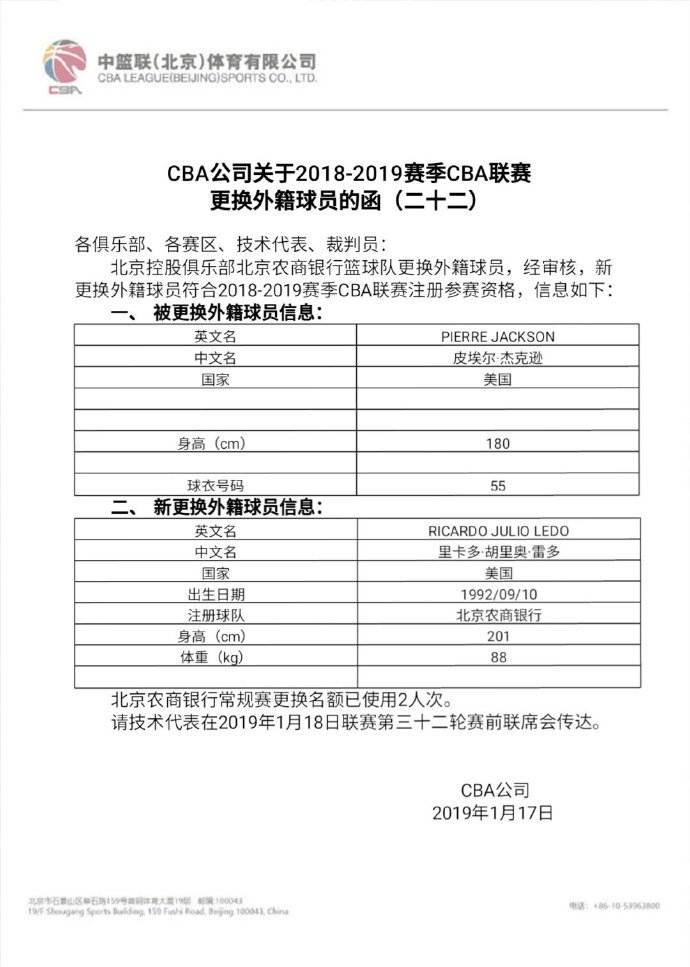 中篮联(北京)体育有限公司
CBA LEAGUE(BEIJING)SPORTS CO., LTD.
CBA
CBA公司关于2018-2019赛季CBA联赛
更换外籍球员的函（二十二）
各俱乐部、各赛区、技术代表、裁判员：
北京控股俱乐部北京农商银行篮球队更换外籍球员，经审核，新
更换外籍球员符合2018-2019赛季CBA联赛注册参赛资格，信息如下：
一、 被更换外籍球员信息：
英文名 PIERRE JACKSON
中文名 皮埃尔·杰克逊
国家 美国
身高（cm） 180
球衣号码 55
二、 新更换外籍球员信息：
英文名 RICARDO JULIO LEDO
中文名 里卡多·胡里奥·雷多
国家 美国
出生日期 1992/09/10
注册球队 北京农商银行
身高（cm） 201
体重（kg） 88
北京农商银行常规赛更换名额已使用2人次。
请技术代表在2019年1月18日联赛第三十二轮赛前联席会传达。
CBA公司
2019年1月17日
北京市石景山区阜石路159号首钢体育大厦19层 邮编:100043
19/F Shougang Sports Building, 159 Fushi Road, Beijing 100043, China
电话: +86-10-53963800